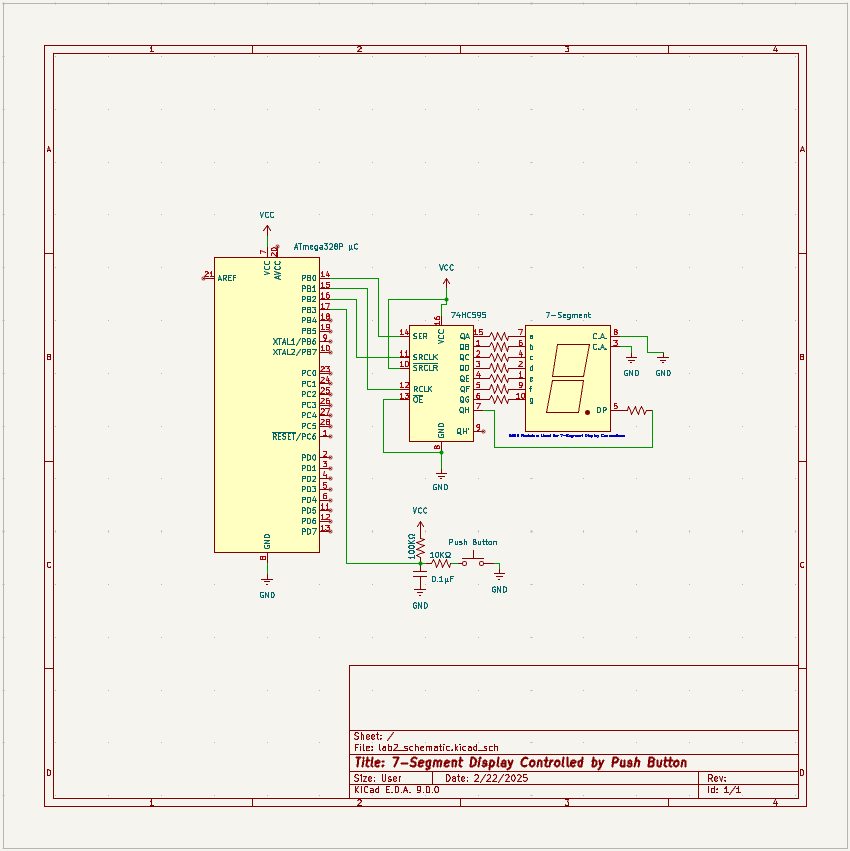 1 2 3 4
A A
VCC
ATmega328P µC
7 20
21 AREF VCC AVCC PB0 14
PB1 15
PB2 16
PB3 17
PB4 18
PB5 19
XTAL1/PB6 9
XTAL2/PB7 10
PC0 23
PC1 24
PC2 25
PC3 26
PC4 27
PC5 28
RESET/PC6 1
PD0 2
PD1 3
PD2 4
PD3 5
PD4 6
PD5 11
PD6 12
PD7 13
GND
8
GND
VCC
74HC595
16
VCC
14 SER QA 15
QB 1
11 SRCLK QC 2
10 SRCLR QD 3
QE 4
12 RCLK QF 5
13 OE QG 6
QH 7
GND QH' 9
8
GND
7-Segment
7 a C.A. 8
6 b C.A. 3
4 c
2 d
1 e
9 f
10 g
DP 5
GND GND
B B
VCC
100KΩ
10KΩ
Push Button
0.1µF
GND
GND
C C
Sheet: /
File: lab2_schematic.kicad_sch
Title: 7-Segment Display Controlled by Push Button
Size: User Date: 2/22/2025 Rev:
KiCad E.D.A. 9.0.0 Id: 1/1
D D
1 2 3 4